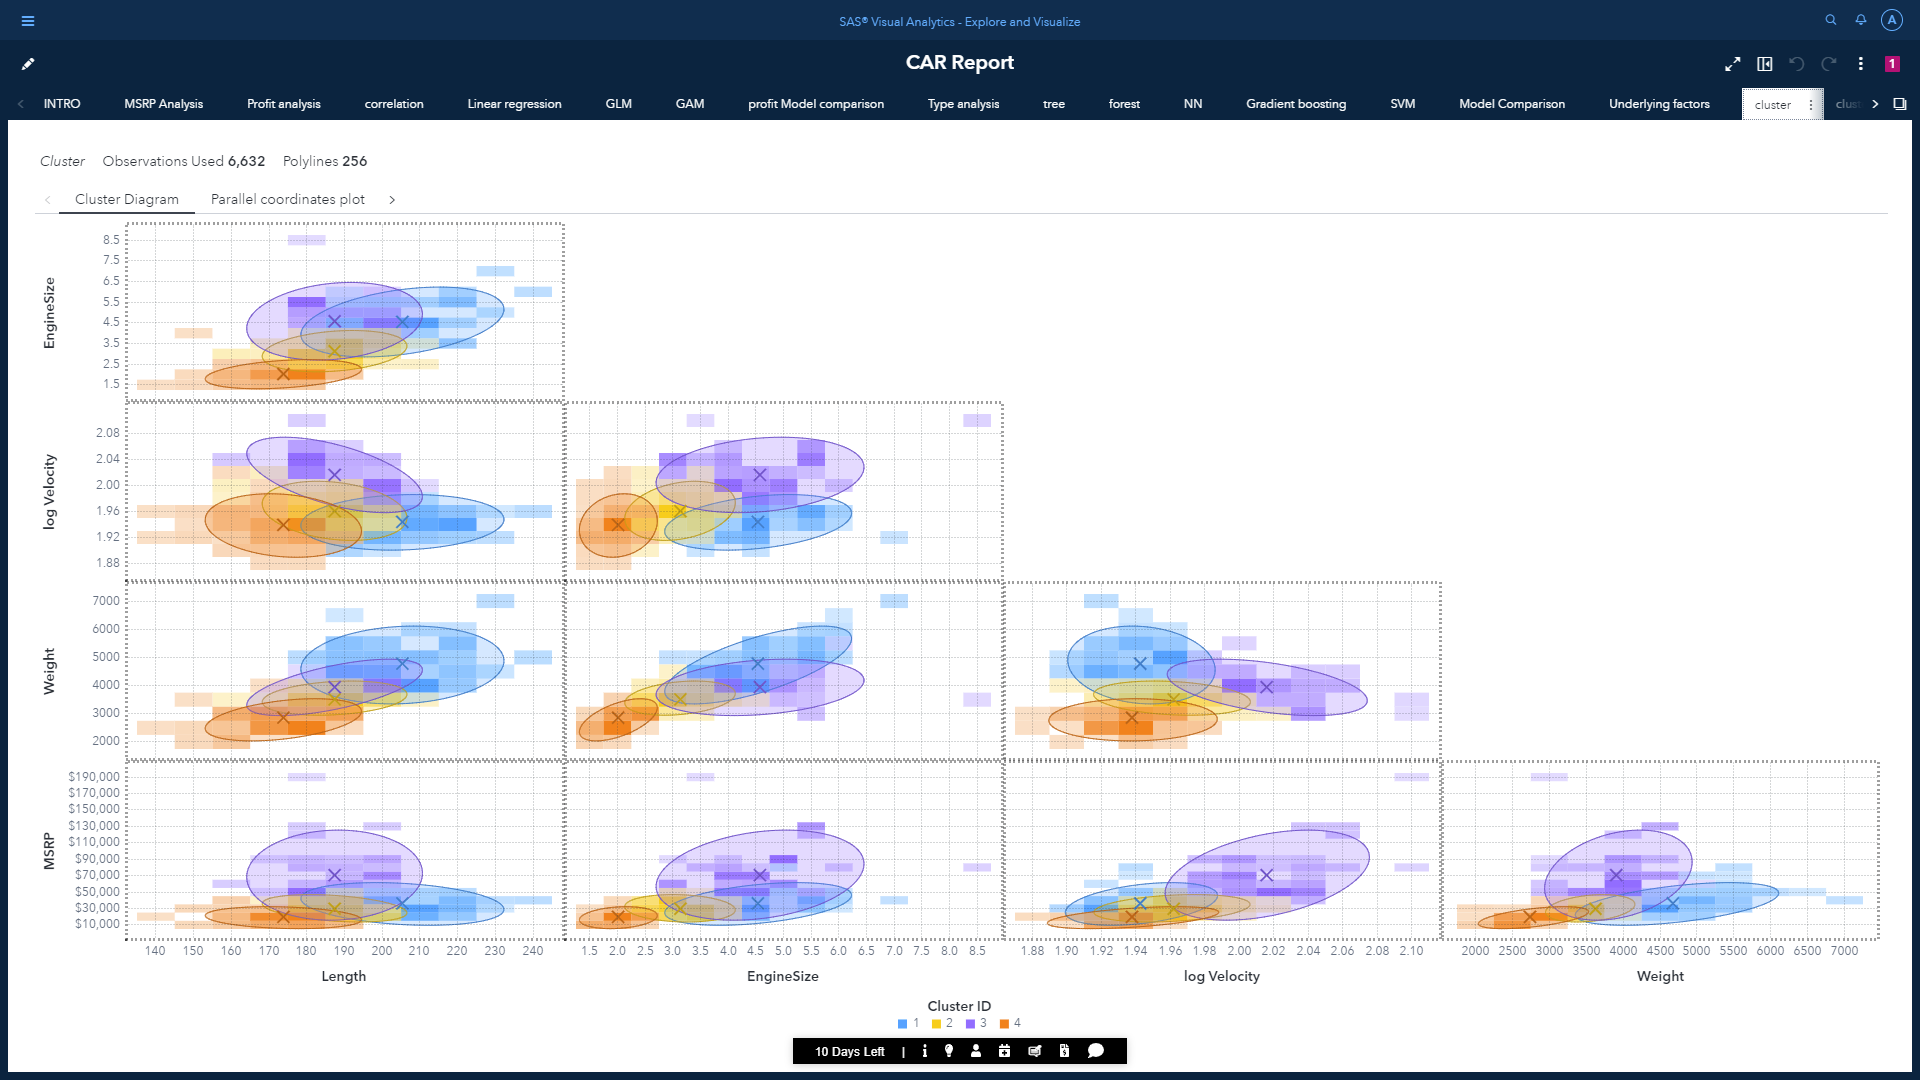 SAS® Visual Analytics - Explore and Visualize
A
CAR Report
1
INTRO MSRP Analysis Profit analysis correlation Linear regression GLM GAM profit Model comparison Type analysis tree forest NN Gradient boosting SVM Model Comparison Underlying factors cluster clus
Cluster Observations Used 6,632 Polylines 256
Cluster Diagram Parallel coordinates plot
EngineSize
8.5
7.5
6.5
5.5
4.5
3.5
2.5
1.5
log Velocity
2.08
2.04
2.00
1.96
1.92
1.88
Weight
7000
6000
5000
4000
3000
2000
MSRP
$190,000
$170,000
$150,000
$130,000
$110,000
$90,000
$70,000
$50,000
$30,000
$10,000
140 150 160 170 180 190 200 210 220 230 240 1.5 2.0 2.5 3.0 3.5 4.0 4.5 5.0 5.5 6.0 6.5 7.0 7.5 8.0 8.5 1.88 1.90 1.92 1.94 1.96 1.98 2.00 2.02 2.04 2.06 2.08 2.10 2000 2500 3000 3500 4000 4500 5000 5500 6000 6500 7000
Length EngineSize log Velocity Weight
Cluster ID
1 2 3 4
10 Days Left |